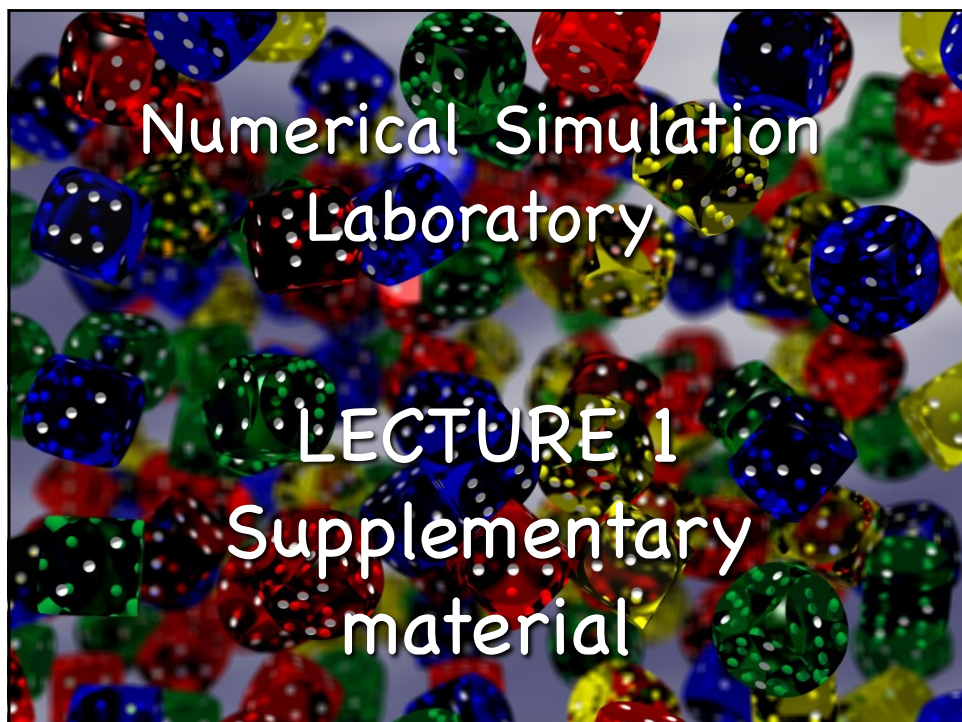 Numerical Simulation
Laboratory
LECTURE 1
Supplementary
material